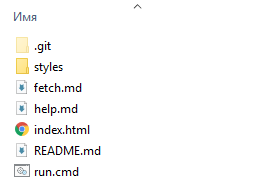 Имя
.git
styles
fetch.md
help.md
index.html
README.md
run.cmd